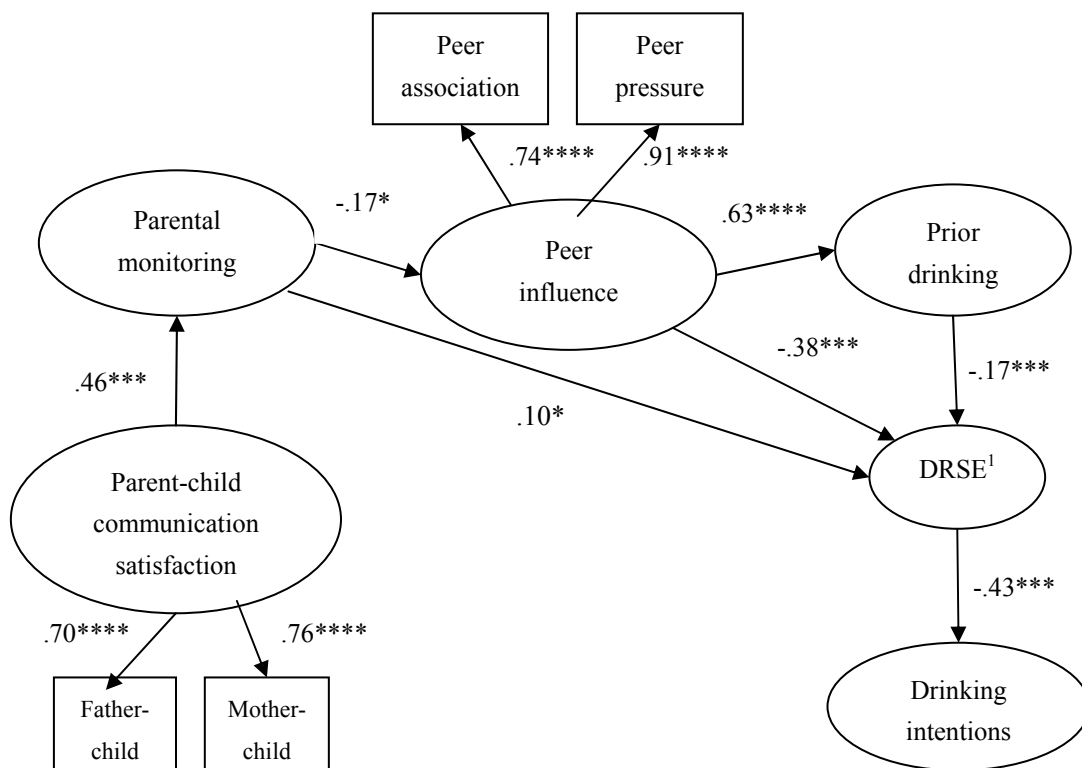 Peer
association
Peer
pressure
.74****
.91****
-.17*
Parental
monitoring
Peer
influence
.63****
Prior
drinking
-.38***
-.17***
.46***
.10*
DRSE¹
Parent-child
communication
satisfaction
-.43***
.70****
.76****
Father-
child
Mother-
child
Drinking
intentions